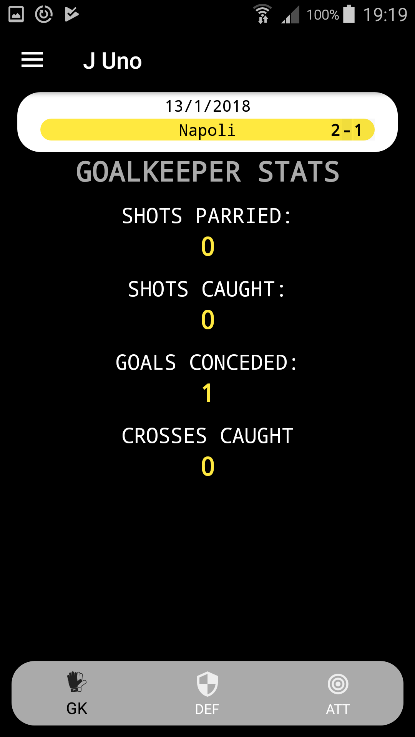 100% 19:19
J Uno
13/1/2018
Napoli 2-1
GOALKEEPER STATS
SHOTS PARRIED:
0
SHOTS CAUGHT:
0
GOALS CONCEDED:
1
CROSSES CAUGHT
0
GK DEF ATT